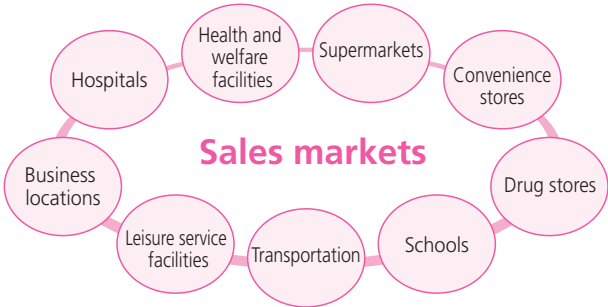 Health and
welfare
facilities
Supermarkets
Hospitals
Convenience
stores
Sales markets
Business
locations
Drug stores
Leisure service
facilities
Transportation
Schools